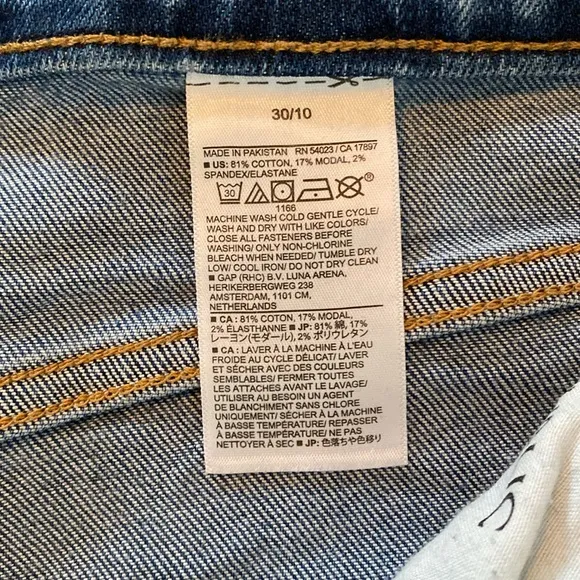 30/10
MADE IN PAKISTAN RN 54023 / CA 17897
■ US: 81% COTTON, 17% MODAL, 2%
SPANDEX/ELASTANE
30
1166
MACHINE WASH COLD GENTLE CYCLE/
WASH AND DRY WITH LIKE COLORS/
CLOSE ALL FASTENERS BEFORE
WASHING/ ONLY NON-CHLORINE
BLEACH WHEN NEEDED/ TUMBLE DRY
LOW/ COOL IRON/ DO NOT DRY CLEAN
■ GAP (RHC) B.V. LUNA ARENA,
HERIKERBERGWEG 238
AMSTERDAM, 1101 CM,
NETHERLANDS
■ CA : 81% COTTON, 17% MODAL,
2% ÉLASTHANNE ■ JP: 81% 綿, 17%
レーヨン(モダール), 2% ポリウレタン
■ CA : LAVER À LA MACHINE À L'EAU
FROIDE AU CYCLE DÉLICAT/ LAVER ET
SÉCHER AVEC DES COULEURS
SEMBLABLES/ FERMER TOUTES
LES ATTACHES AVANT LE LAVAGE/
UTILISER AU BESOIN UN AGENT
DE BLANCHIMENT SANS CHLORE
UNIQUEMENT/ SÉCHER À LA MACHINE
À BASSE TEMPÉRATURE/ REPASSER
À BASSE TEMPÉRATURE/ NE PAS
NETTOYER À SEC ■ JP: 色落ちや色移り